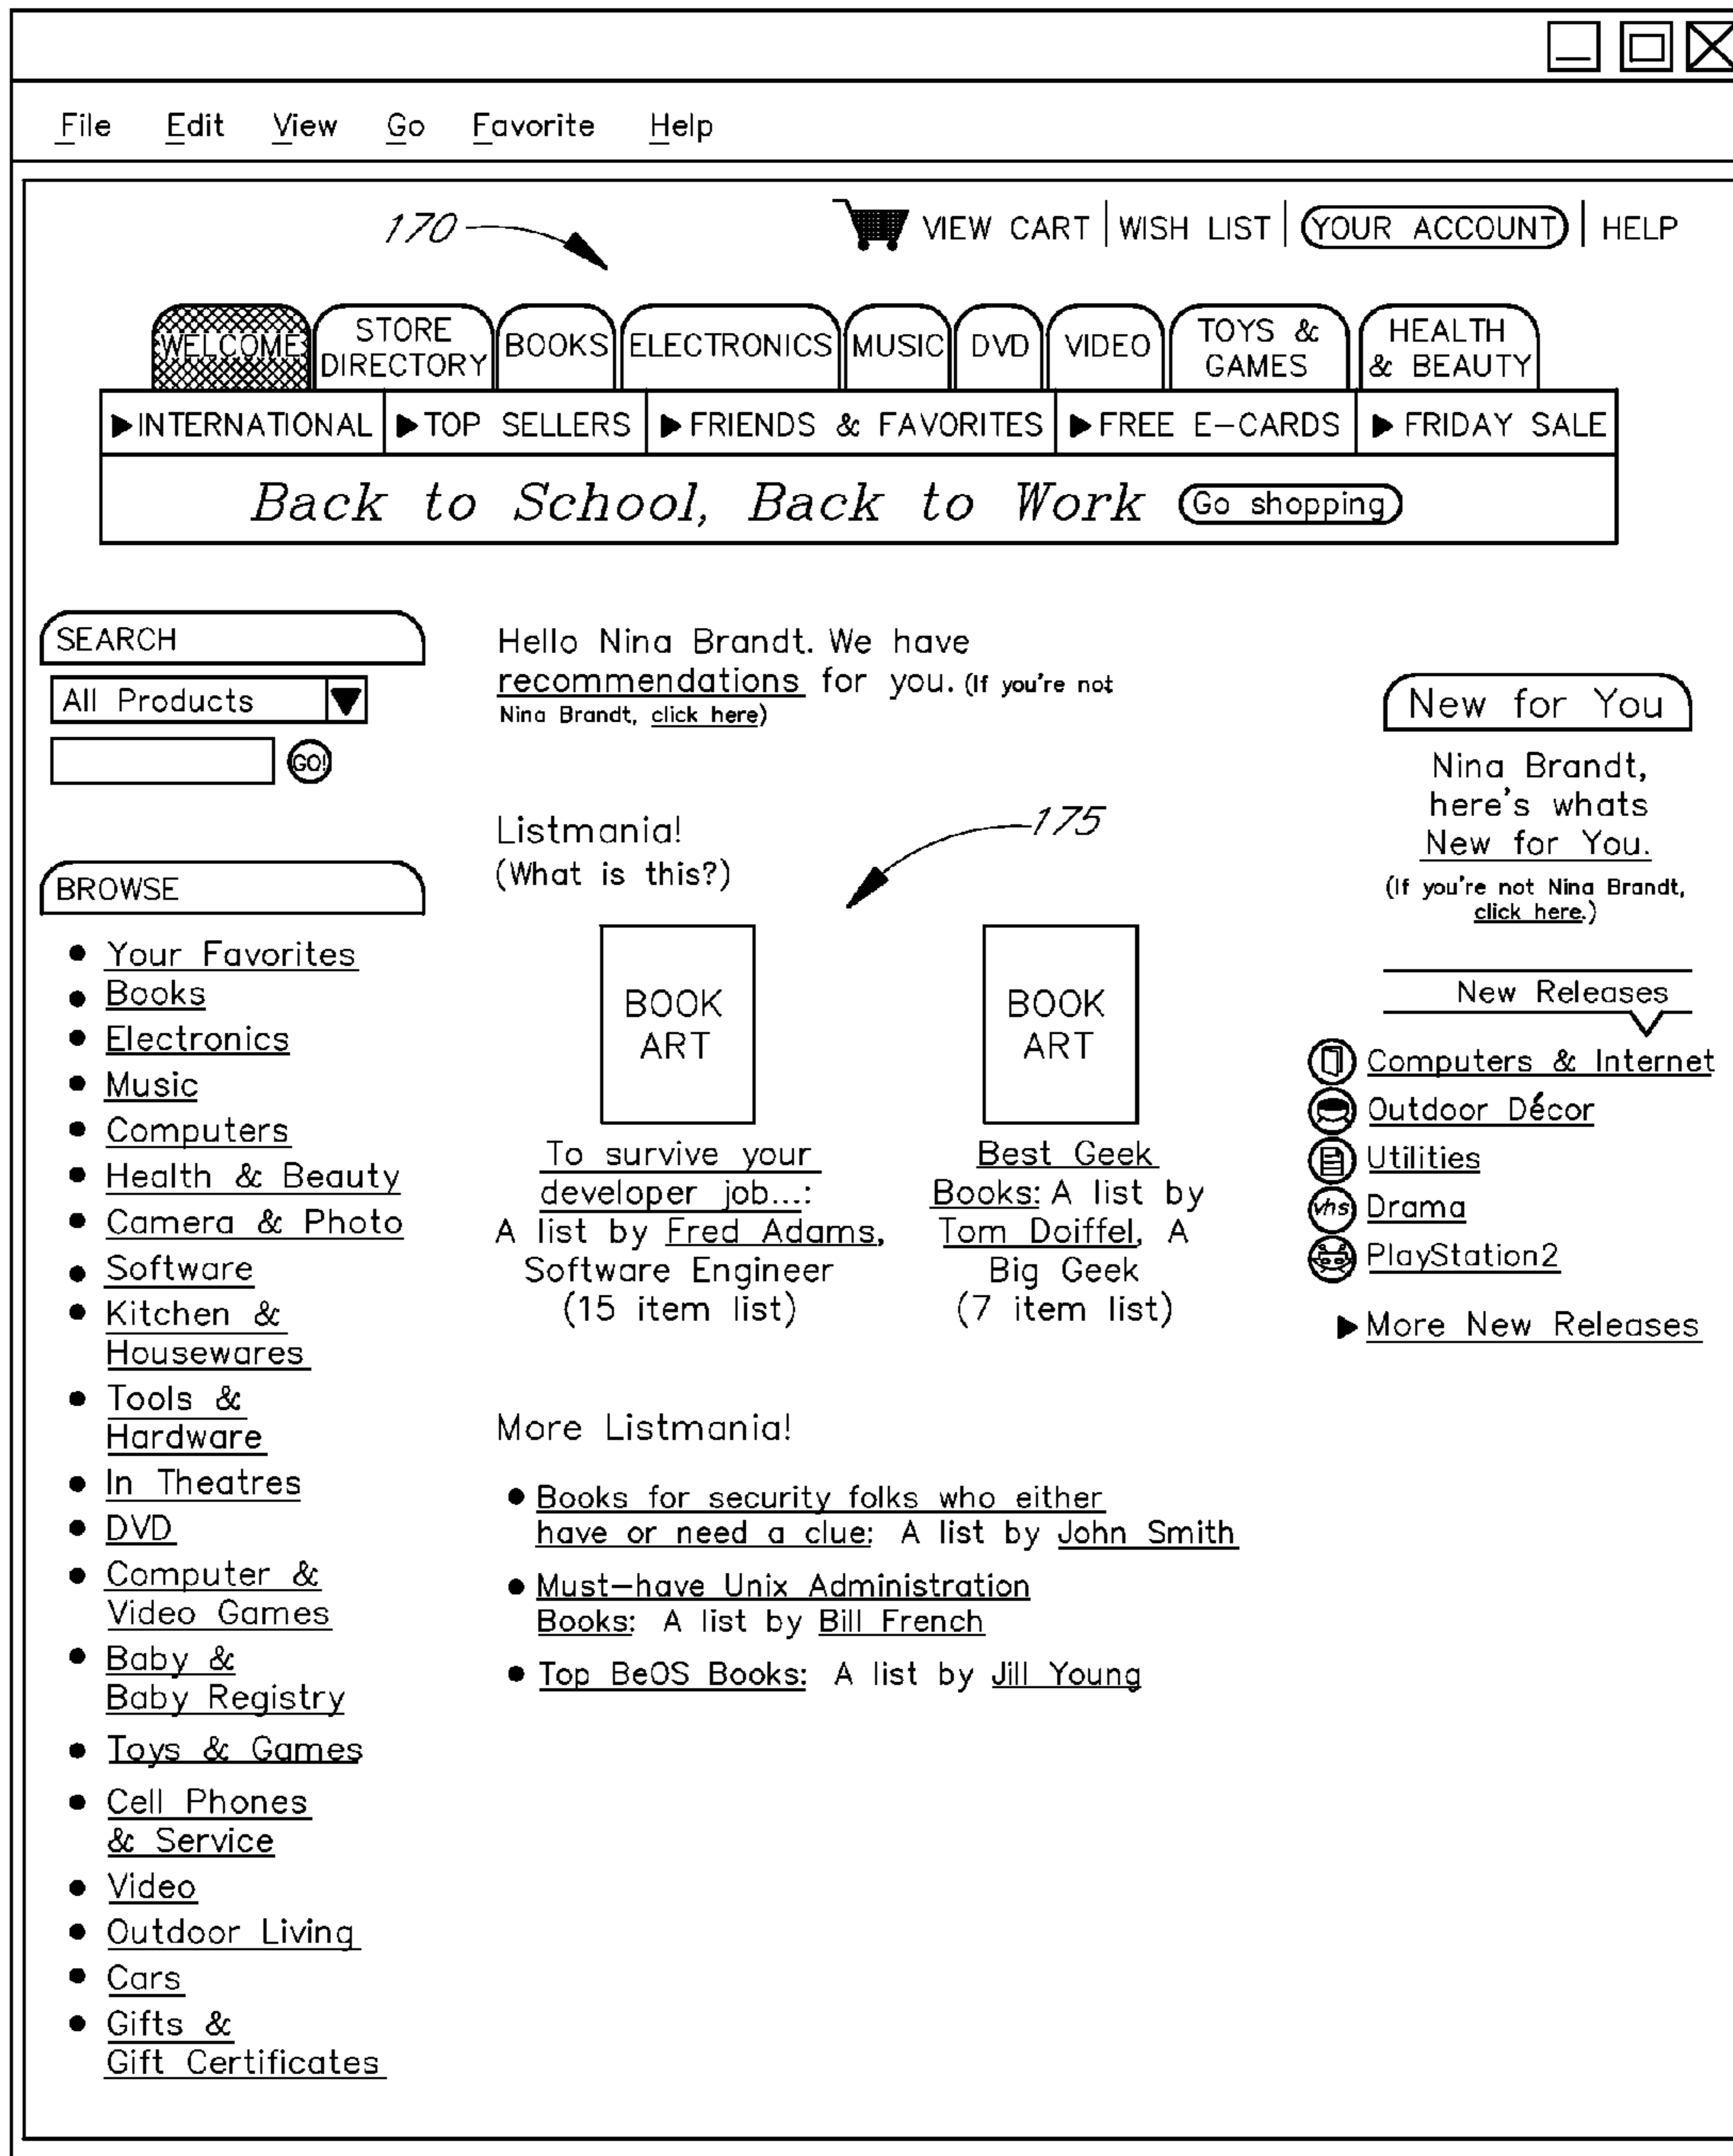 File Edit View Go Favorite Help
170
VIEW CART | WISH LIST | YOUR ACCOUNT | HELP
WELCOME
STORE
DIRECTORY
BOOKS
ELECTRONICS
MUSIC
DVD
VIDEO
TOYS &
GAMES
HEALTH
& BEAUTY
INTERNATIONAL
TOP SELLERS
FRIENDS & FAVORITES
FREE E-CARDS
FRIDAY SALE
Back to School, Back to Work Go shopping
SEARCH
All Products
GO!
BROWSE
Your Favorites
Books
Electronics
Music
Computers
Health & Beauty
Camera & Photo
Software
Kitchen &
Housewares
Tools &
Hardware
In Theatres
DVD
Computer &
Video Games
Baby &
Baby Registry
Toys & Games
Cell Phones
& Service
Video
Outdoor Living
Cars
Gifts &
Gift Certificates
Hello Nina Brandt. We have
recommendations for you. (If you're not
Nina Brandt, click here)
Listmania!
(What is this?)
175
BOOK
ART
To survive your
developer job...:
A list by Fred Adams,
Software Engineer
(15 item list)
BOOK
ART
Best Geek
Books: A list by
Tom Doiffel, A
Big Geek
(7 item list)
More Listmania!
Books for security folks who either
have or need a clue: A list by John Smith
Must-have Unix Administration
Books: A list by Bill French
Top BeOS Books: A list by Jill Young
New for You
Nina Brandt,
here's whats
New for You.
(If you're not Nina Brandt,
click here.)
New Releases
Computers & Internet
Outdoor Décor
Utilities
vhs Drama
PlayStation2
More New Releases